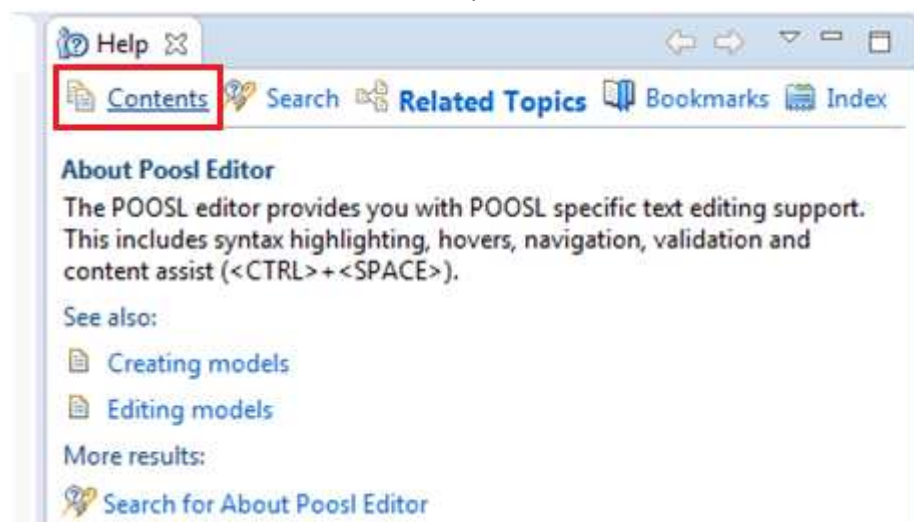 Help
Contents Search Related Topics Bookmarks Index
About Poosl Editor
The POOSL editor provides you with POOSL specific text editing support.
This includes syntax highlighting, hovers, navigation, validation and
content assist (<CTRL>+<SPACE>).
See also:
Creating models
Editing models
More results:
Search for About Poosl Editor